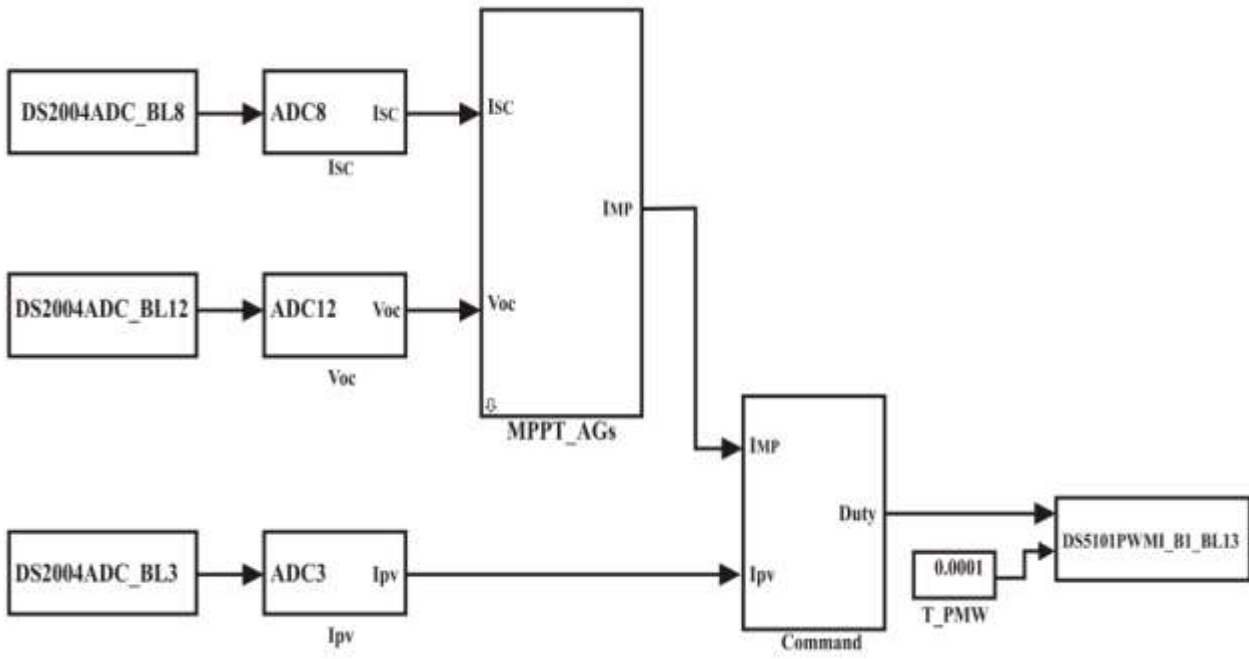 DS2004ADC_BL8
ADC8
ISC
ISC
ISC
DS2004ADC_BL12
ADC12
Voc
Voc
Voc
IMP
MPPT_AGs
DS2004ADC_BL3
ADC3
Ipv
Ipv
IMP
Ipv
Duty
Command
0.0001
T_PMW
DS5101PWMI_B1_BL13